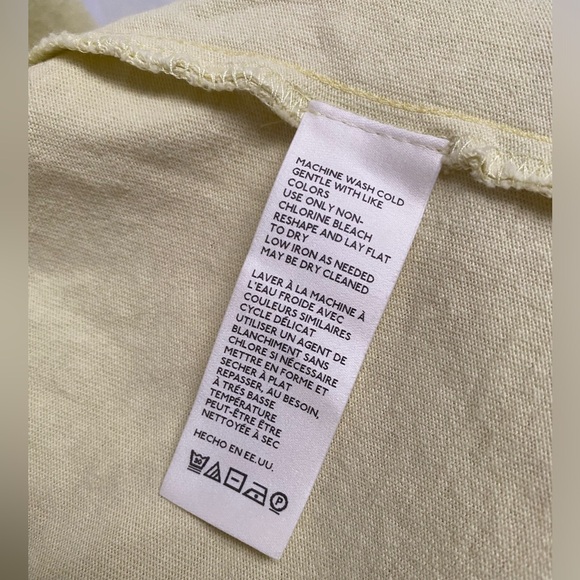 MACHINE WASH COLD
GENTLE WITH LIKE
COLORS
USE ONLY NON-
CHLORINE BLEACH
RESHAPE AND LAY FLAT
TO DRY
LOW IRON AS NEEDED
MAY BE DRY CLEANED
LAVER À LA MACHINE À
L'EAU FROIDE AVEC
COULEURS SIMILAIRES
CYCLE DÉLICAT
UTILISER UN AGENT DE
BLANCHIMENT SANS
CHLORE SI NÉCESSAIRE
METTRE EN FORME ET
SECHER À PLAT
REPASSER, AU BESOIN,
À TRÉS BASSE
TEMPÉRATURE
PEUT-ÊTRE ÊTRE
NETTOYÉE À SEC
HECHO EN EE.UU.
30 P